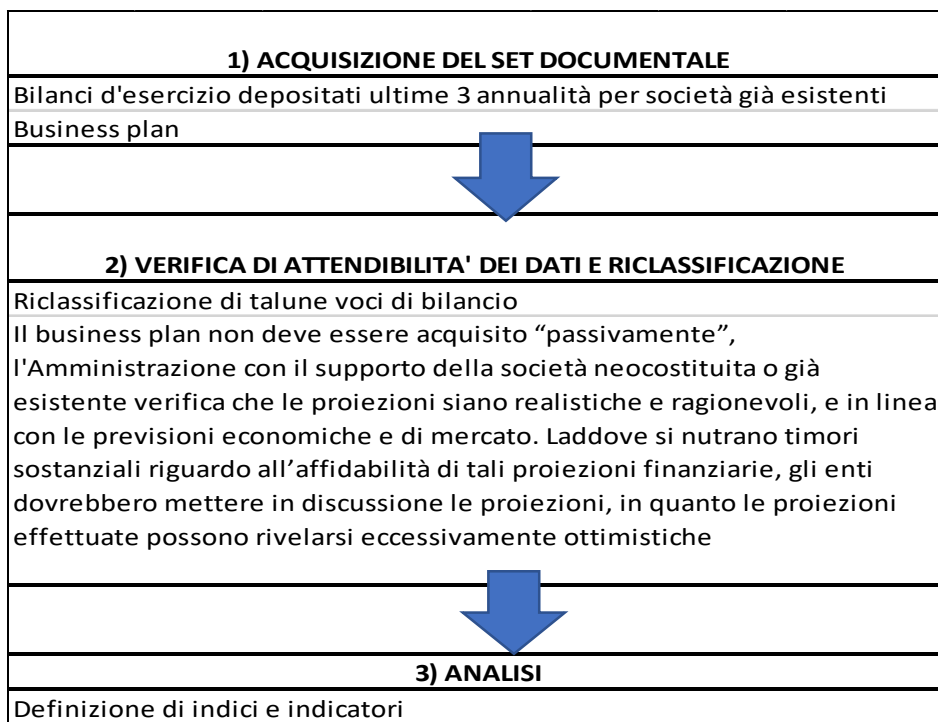 1) ACQUISIZIONE DEL SET DOCUMENTALE
Bilanci d'esercizio depositati ultime 3 annualità per società già esistenti
Business plan
2) VERIFICA DI ATTENDIBILITA' DEI DATI E RICLASSIFICAZIONE
Riclassificazione di talune voci di bilancio
Il business plan non deve essere acquisito “passivamente”,
l'Amministrazione con il supporto della società neocostituita o già
esistente verifica che le proiezioni siano realistiche e ragionevoli, e in linea
con le previsioni economiche e di mercato. Laddove si nutrano timori
sostanziali riguardo all’affidabilità di tali proiezioni finanziarie, gli enti
dovrebbero mettere in discussione le proiezioni, in quanto le proiezioni
effettuate possono rivelarsi eccessivamente ottimistiche
3) ANALISI
Definizione di indici e indicatori